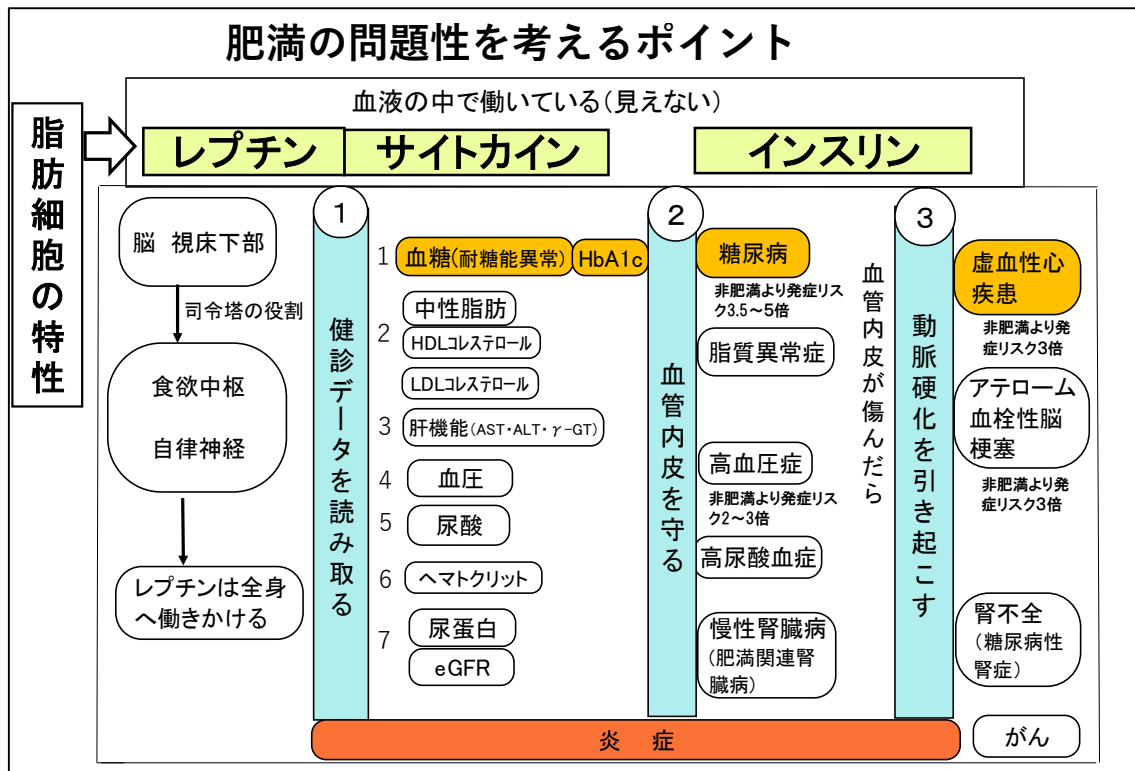 肥満の問題性を考えるポイント
脂肪細胞の特性
血液の中で働いている(見えない)
レプチン
サイトカイン
インスリン
脳 視床下部
司令塔の役割
食欲中枢
自律神経
レプチンは全身
へ働きかける
1
健診データを読み取る
1
血糖(耐糖能異常)
HbA1c
2
中性脂肪
HDLコレステロール
LDLコレステロール
3
肝機能(AST・ALT・γ-GT)
4
血圧
5
尿酸
6
ヘマトクリット
7
尿蛋白
eGFR
2
血管内皮を守る
糖尿病
非肥満より発症リス
ク3.5~5倍
脂質異常症
高血圧症
非肥満より発症リス
ク2~3倍
高尿酸血症
慢性腎臓病
(肥満関連腎
臓病)
血管内皮が傷んだら
3
動脈硬化を引き起こす
虚血性心
疾患
非肥満より発
症リスク3倍
アテローム
血栓性脳
梗塞
非肥満より発
症リスク3倍
腎不全
(糖尿病性
腎症)
がん
炎 症